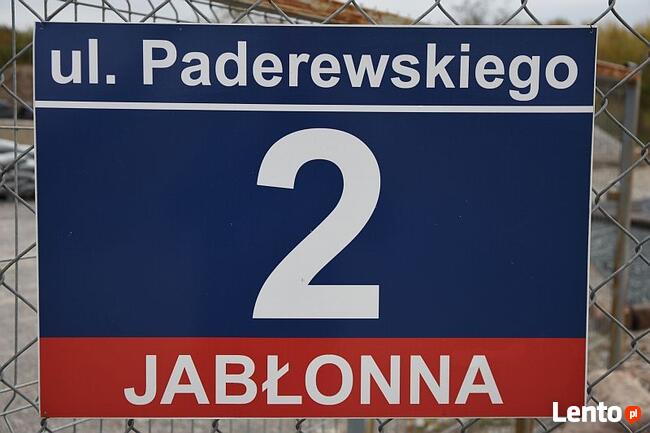 ul. Paderewskiego
2
JABŁONNA
Lento.pl